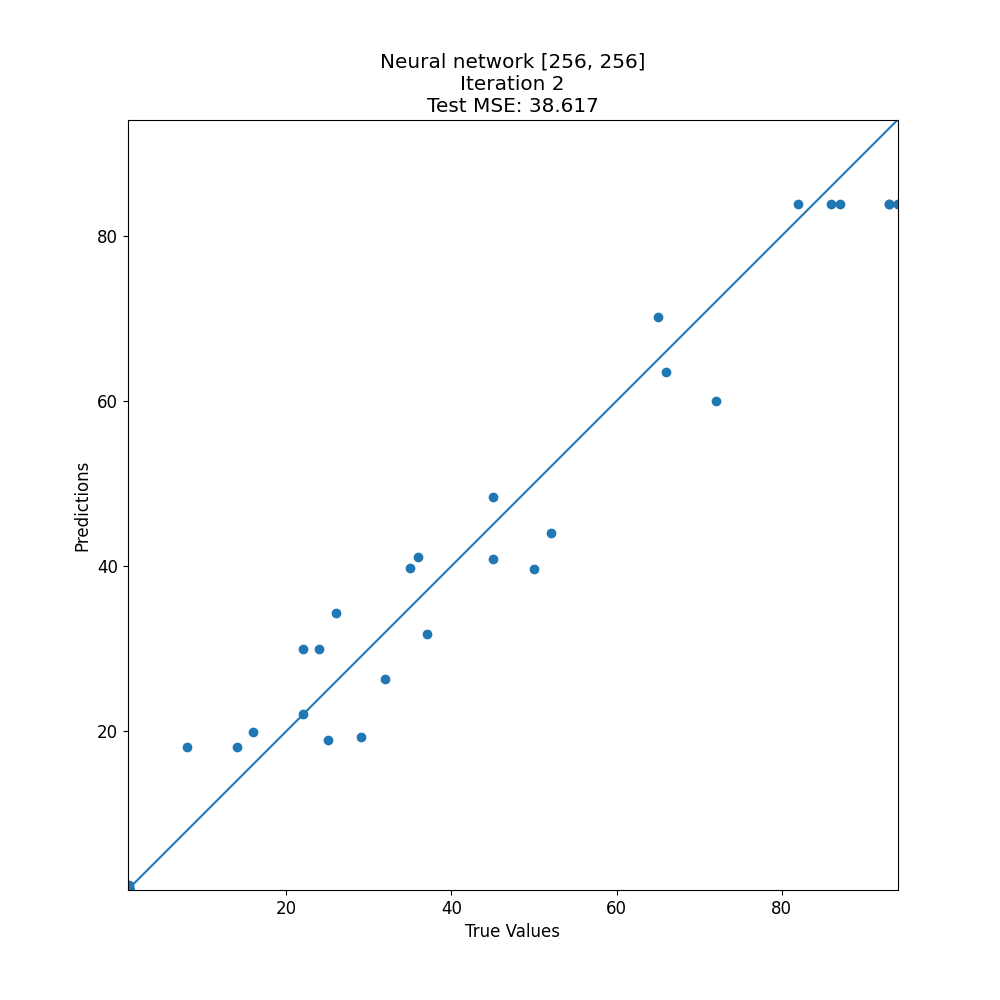 Neural network [256, 256]
Iteration 2
Test MSE: 38.617
80
60
40
20
Predictions
20 40 60 80
True Values